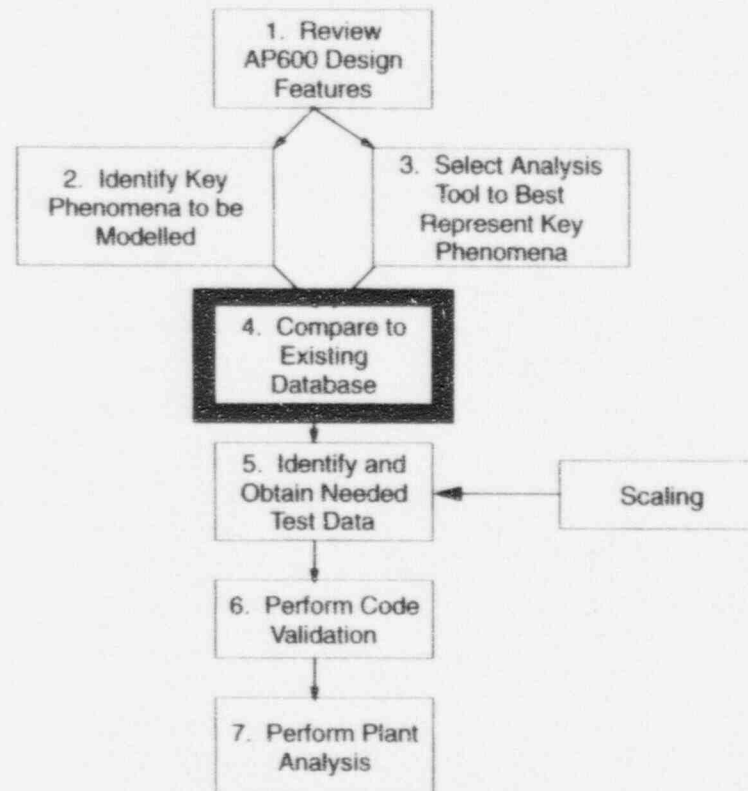 1. Review
AP600 Design
Features
2. Identify Key
Phenomena to be
Modelled
3. Select Analysis
Tool to Best
Represent Key
Phenomena
4. Compare to
Existing
Database
5. Identify and
Obtain Needed
Test Data
Scaling
6. Perform Code
Validation
7. Perform Plant
Analysis